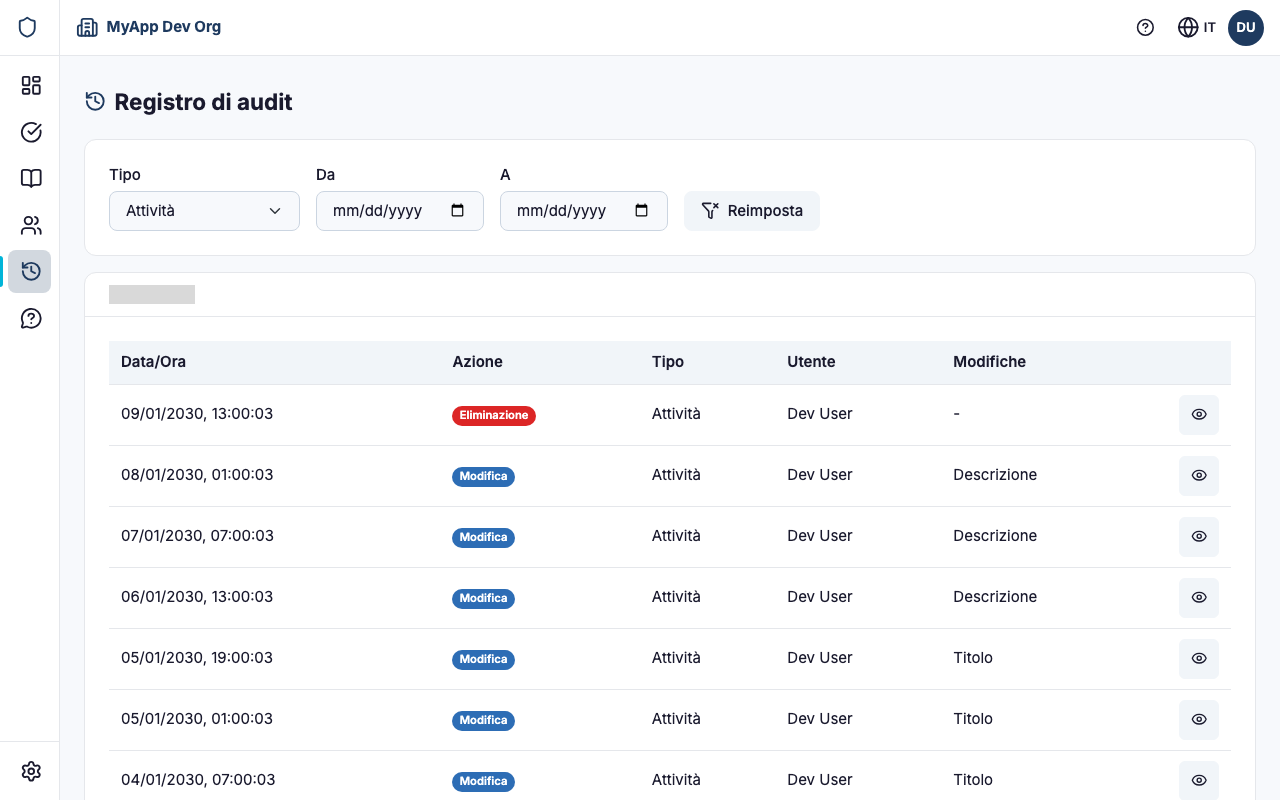 MyApp Dev Org
IT
DU
Registro di audit
Tipo
Da
A
Attività
mm/dd/yyyy
mm/dd/yyyy
Reimposta
Data/Ora Azione Tipo Utente Modifiche
09/01/2030, 13:00:03 Eliminazione Attività Dev User -
08/01/2030, 01:00:03 Modifica Attività Dev User Descrizione
07/01/2030, 07:00:03 Modifica Attività Dev User Descrizione
06/01/2030, 13:00:03 Modifica Attività Dev User Descrizione
05/01/2030, 19:00:03 Modifica Attività Dev User Titolo
05/01/2030, 01:00:03 Modifica Attività Dev User Titolo
04/01/2030, 07:00:03 Modifica Attività Dev User Titolo